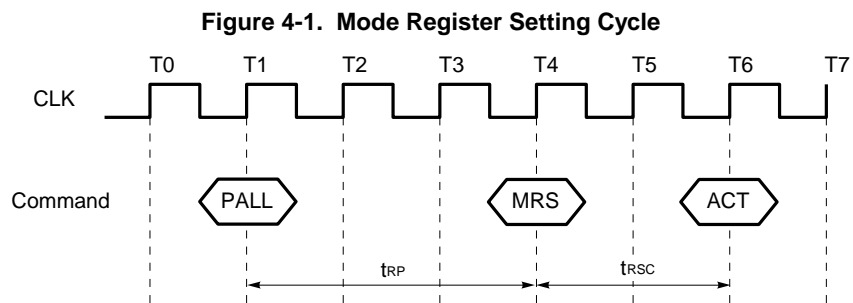 Figure 4-1. Mode Register Setting Cycle
T0 T1 T2 T3 T4 T5 T6 T7
CLK
Command PALL MRS ACT
tRP tRSC